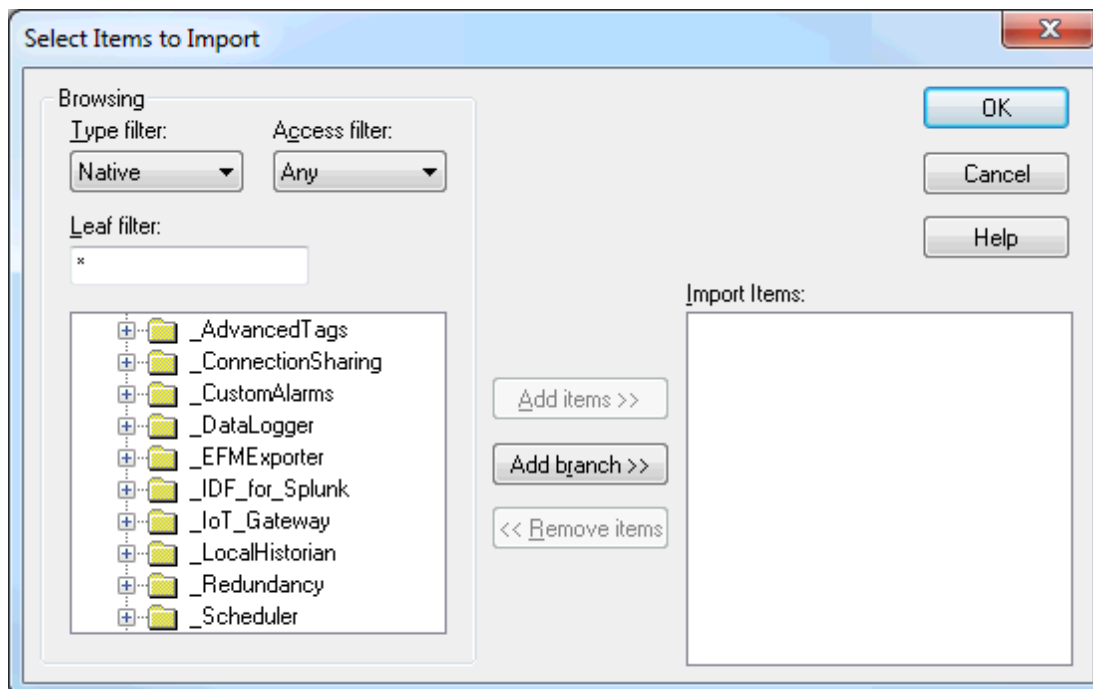 Select Items to Import
Browsing
Type filter:
Access filter:
Native
Any
Leaf filter:
*
_AdvancedTags
_ConnectionSharing
_CustomAlarms
_DataLogger
_EFMExporter
_IDF_for_Splunk
_IoT_Gateway
_LocalHistorian
_Redundancy
_Scheduler
Add items >>
Add branch >>
<< Remove items
OK
Cancel
Help
Import Items: